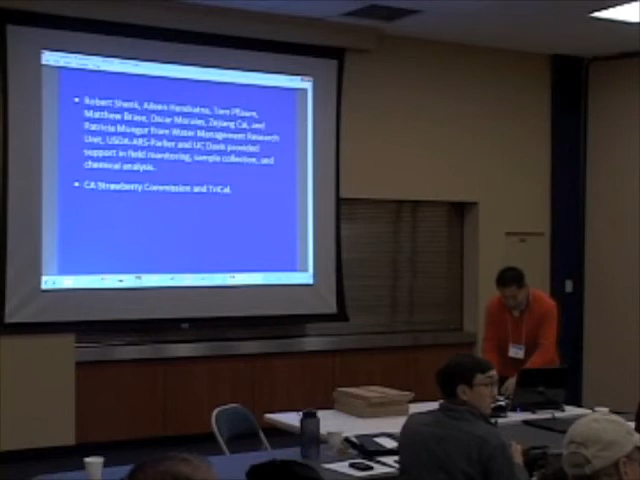 • Robert Shenk, Aileen Hendratna, Tom Pflaum,
Matthew Brase, Oscar Morales, Zejiang Cai, and
Patricia Mungur from Water Management Research
Unit, USDA-ARS-Parlier and UC Davis provided
support in field monitoring, sample collection, and
chemical analysis.
• CA Strawberry Commission and TriCal.